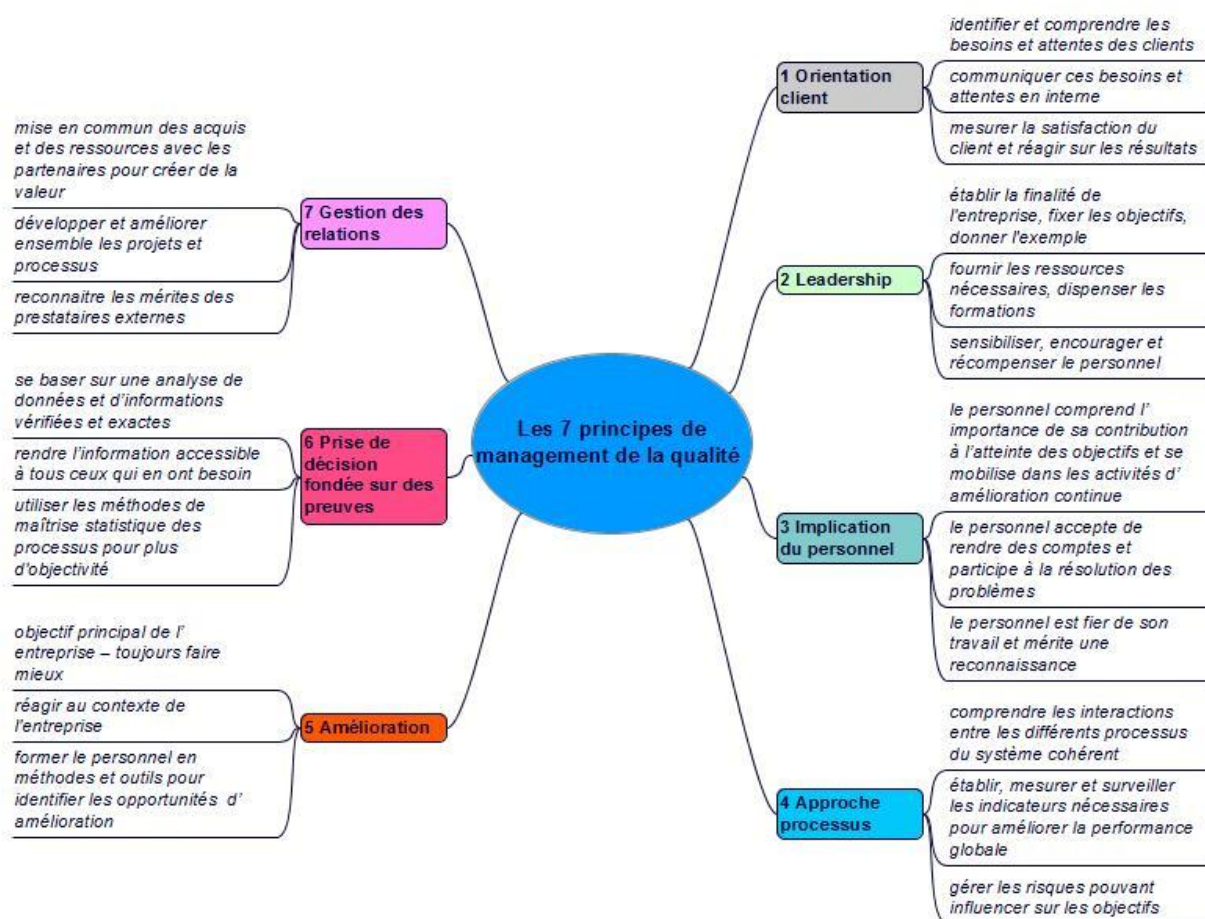 Les 7 principes de
management de la qualité
1 Orientation
client
identifier et comprendre les
besoins et attentes des clients
communiquer ces besoins et
attentes en interne
mesurer la satisfaction du
client et réagir sur les résultats
2 Leadership
établir la finalité de
l'entreprise, fixer les objectifs,
donner l'exemple
fournir les ressources
nécessaires, dispenser les
formations
sensibiliser, encourager et
récompenser le personnel
3 Implication
du personnel
le personnel comprend l’
importance de sa contribution
à l’atteinte des objectifs et se
mobilise dans les activités d’
amélioration continue
le personnel accepte de
rendre des comptes et
participe à la résolution des
problèmes
le personnel est fier de son
travail et mérite une
reconnaissance
4 Approche
processus
comprendre les interactions
entre les différents processus
du système cohérent
établir, mesurer et surveiller
les indicateurs nécessaires
pour améliorer la performance
globale
gérer les risques pouvant
influencer sur les objectifs
5 Amélioration
objectif principal de l’
entreprise – toujours faire
mieux
réagir au contexte de
l'entreprise
former le personnel en
méthodes et outils pour
identifier les opportunités d’
amélioration
6 Prise de
décision
fondée sur des
preuves
se baser sur une analyse de
données et d’informations
vérifiées et exactes
rendre l’information accessible
à tous ceux qui en ont besoin
utiliser les méthodes de
maîtrise statistique des
processus pour plus
d'objectivité
7 Gestion des
relations
mise en commun des acquis
et des ressources avec les
partenaires pour créer de la
valeur
développer et améliorer
ensemble les projets et
processus
reconnaitre les mérites des
prestataires externes